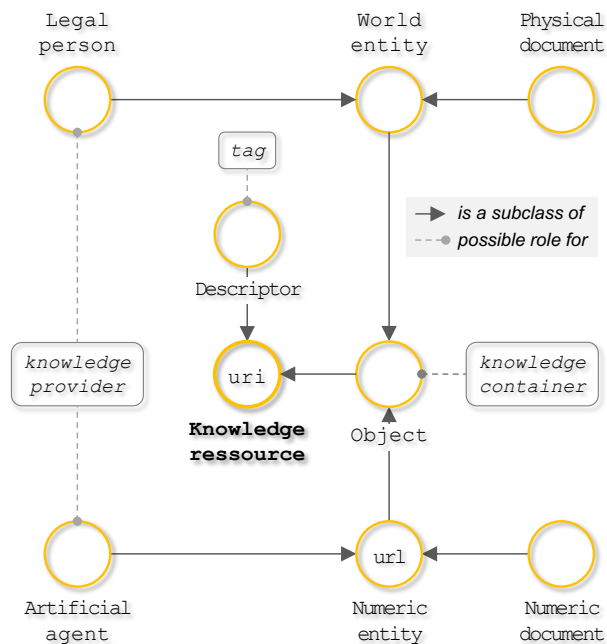 Legal
person
World
entity
Physical
document
tag
is a subclass of
possible role for
Descriptor
knowledge
provider
uri
knowledge
container
Knowledge
ressource
Object
url
Artificial
agent
Numeric
entity
Numeric
document